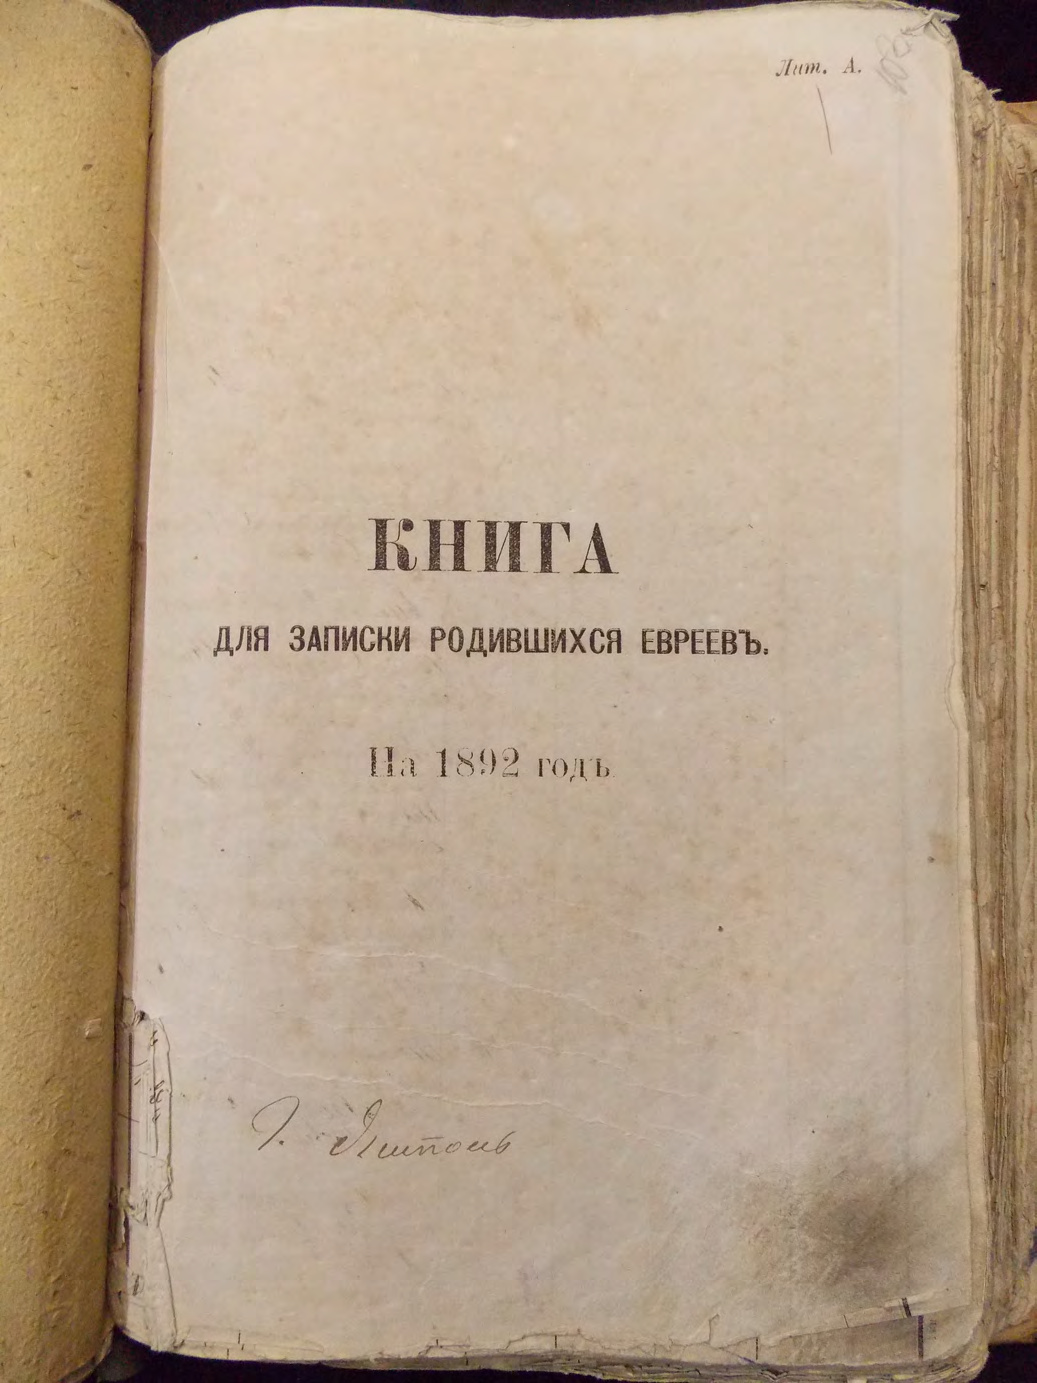 Лит. А.
КНИГА
ДЛЯ ЗАПИСКИ РОДИВШИХСЯ ЕВРЕЕВЪ.
На 1892 годъ
г.